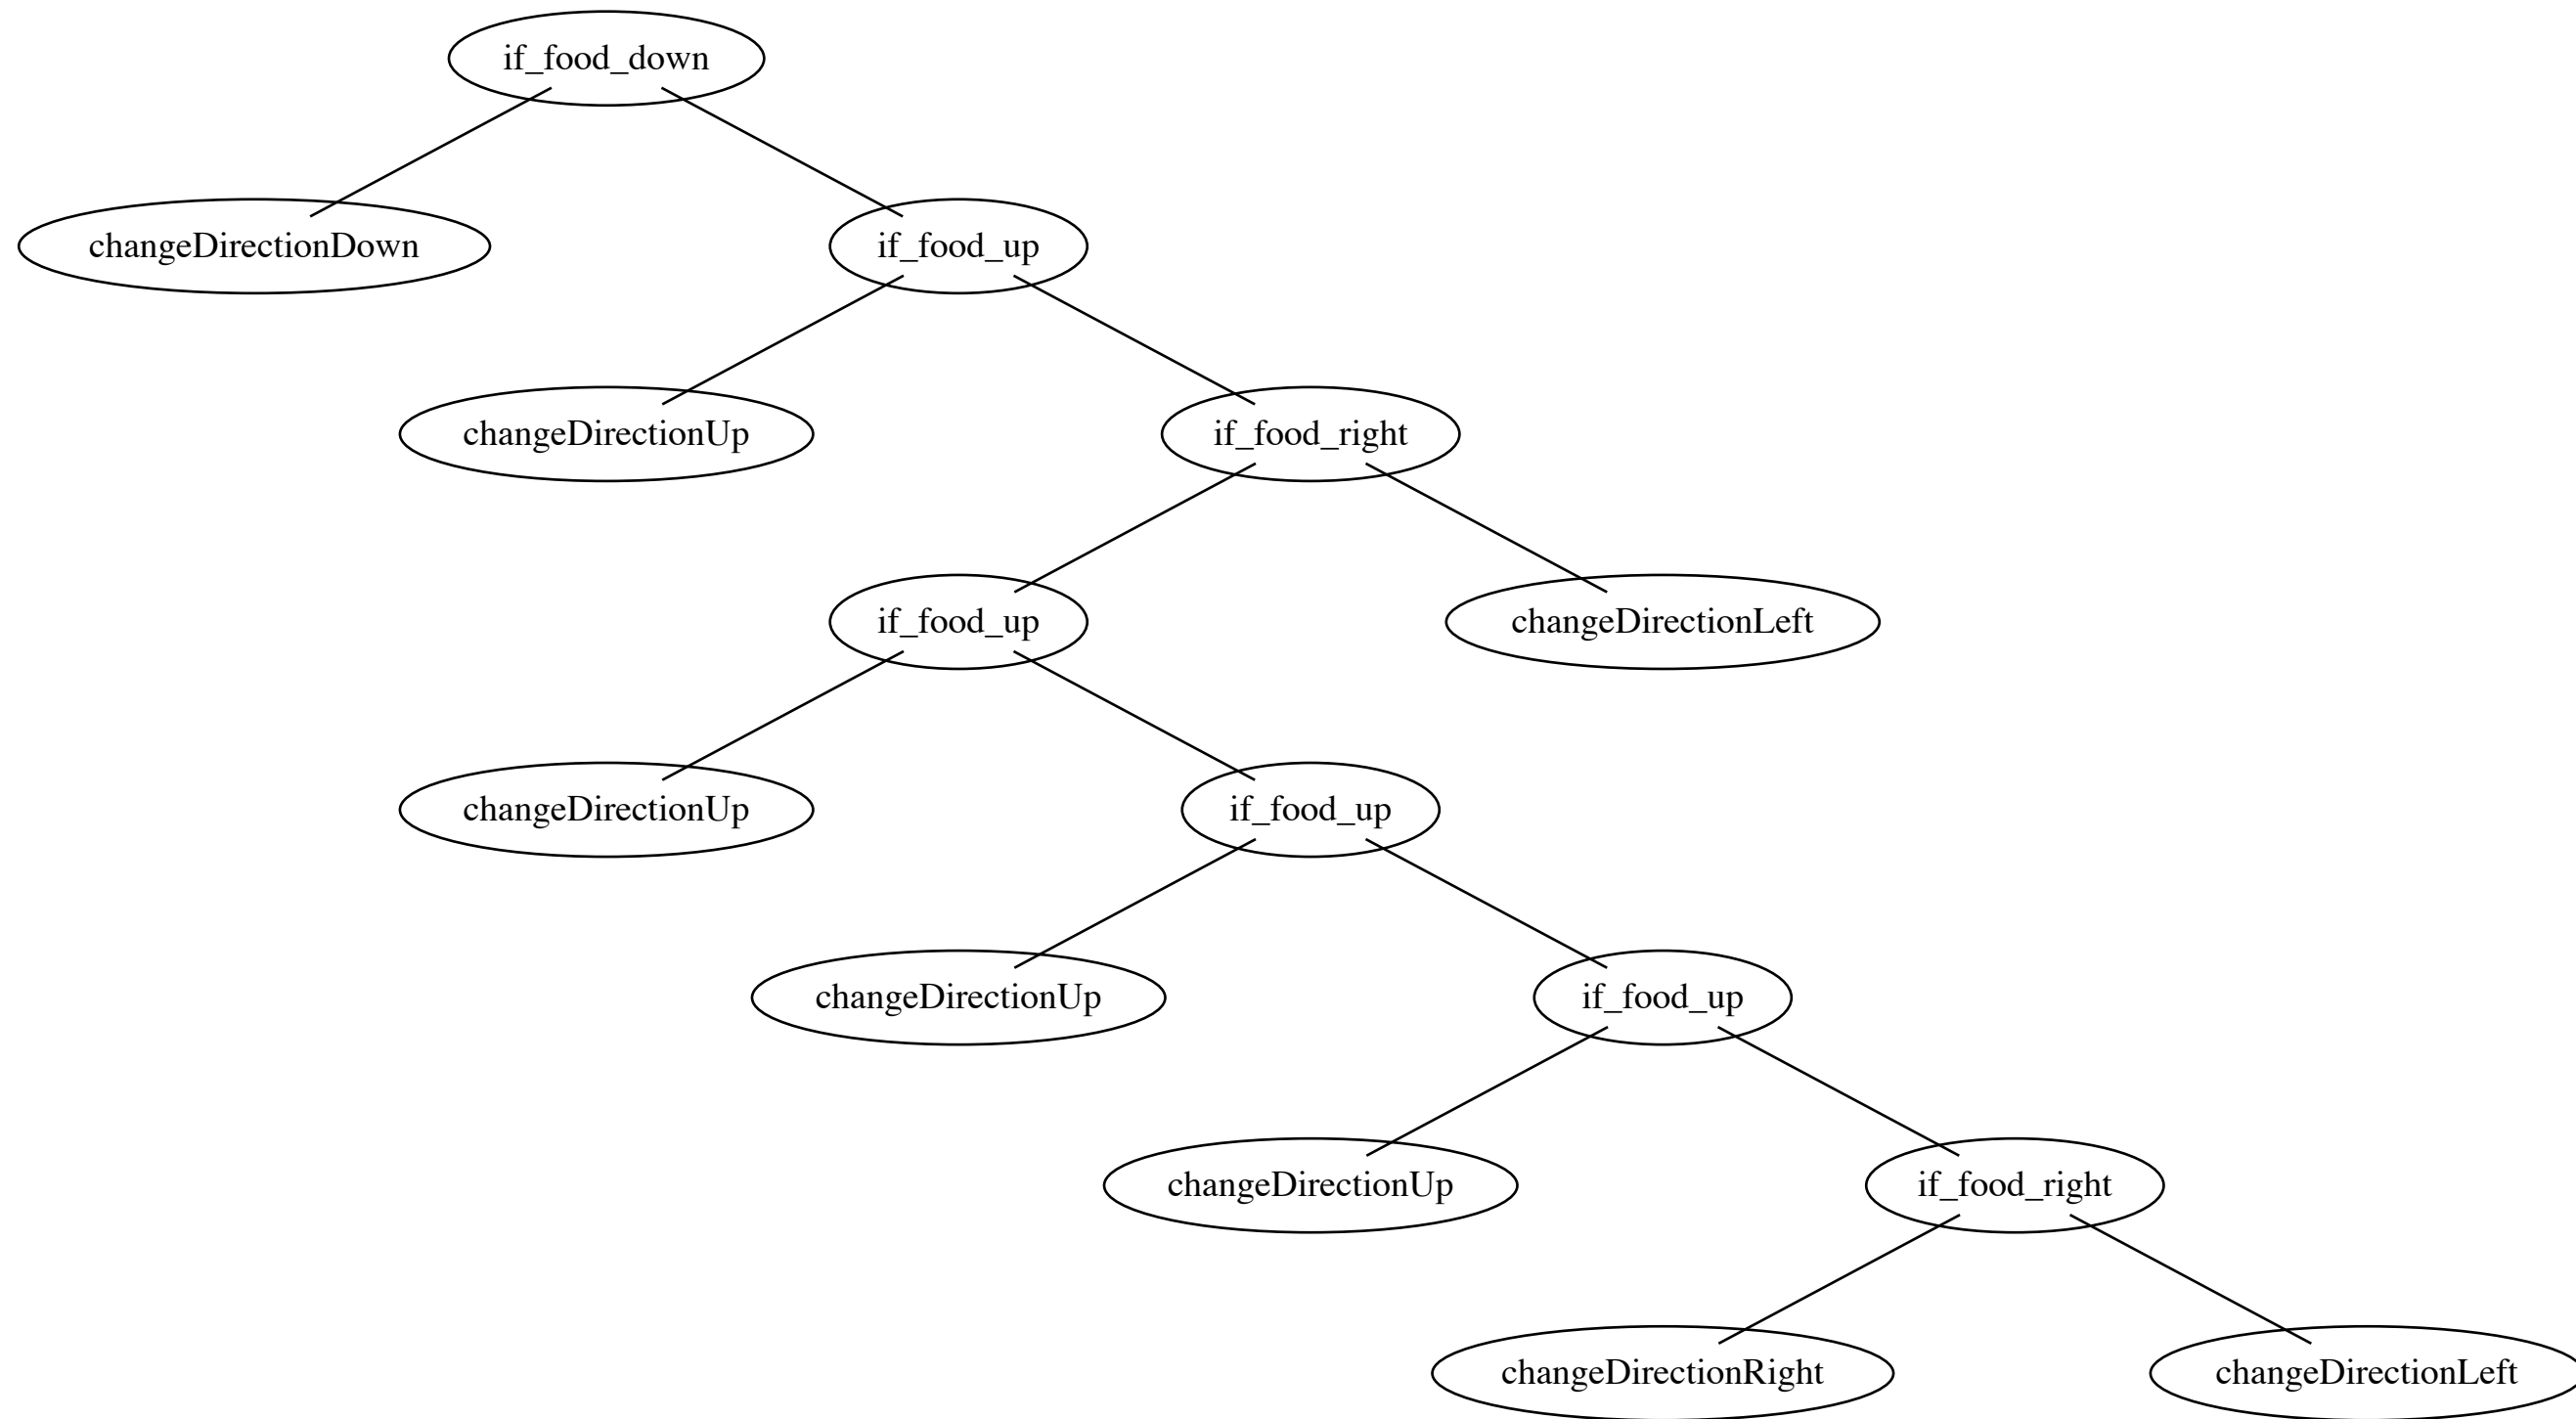 if_food_down
changeDirectionDown
if_food_up
changeDirectionUp
if_food_right
if_food_up
changeDirectionLeft
changeDirectionUp
if_food_up
changeDirectionUp
if_food_up
changeDirectionUp
if_food_right
changeDirectionRight
changeDirectionLeft